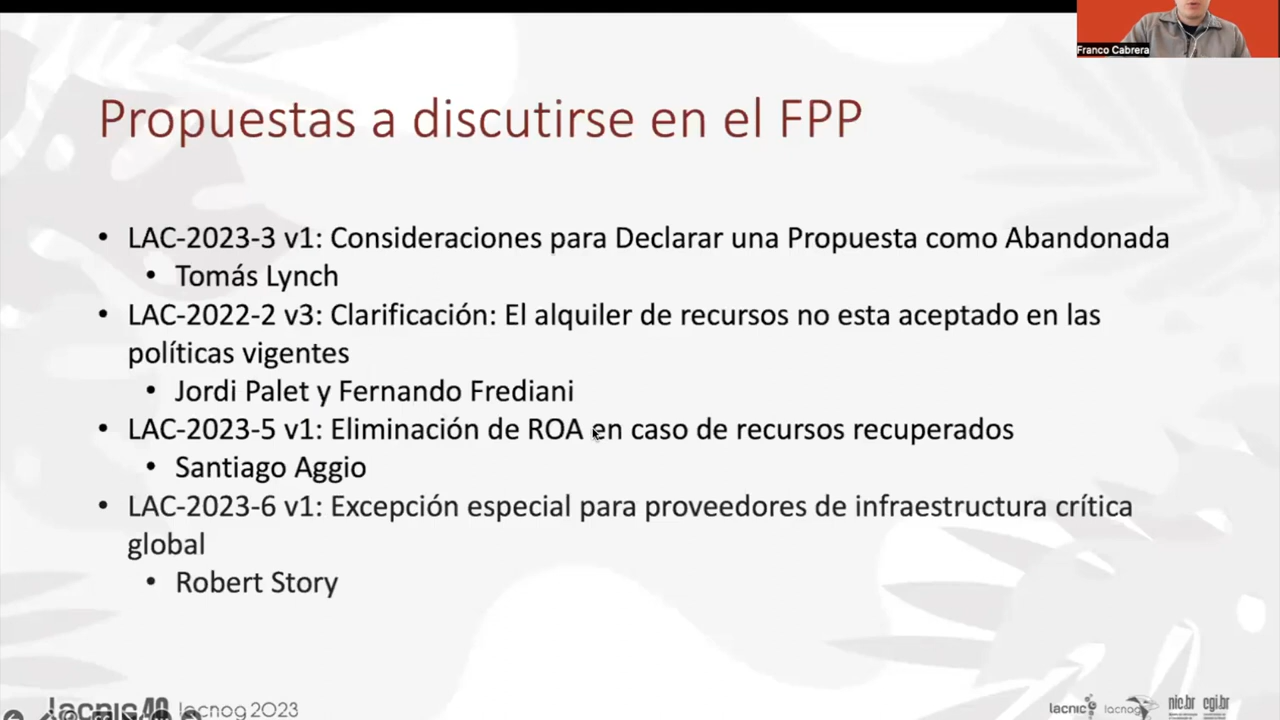 Franco Cabrera
Propuestas a discutirse en el FPP
• LAC-2023-3 v1: Consideraciones para Declarar una Propuesta como Abandonada
• Tomás Lynch
• LAC-2022-2 v3: Clarificación: El alquiler de recursos no esta aceptado en las
políticas vigentes
• Jordi Palet y Fernando Frediani
• LAC-2023-5 v1: Eliminación de ROA en caso de recursos recuperados
• Santiago Aggio
• LAC-2023-6 v1: Excepción especial para proveedores de infraestructura crítica
global
• Robert Story
lacnic40 lacnog 2023
lacnic lacnog nic.br cgi.br